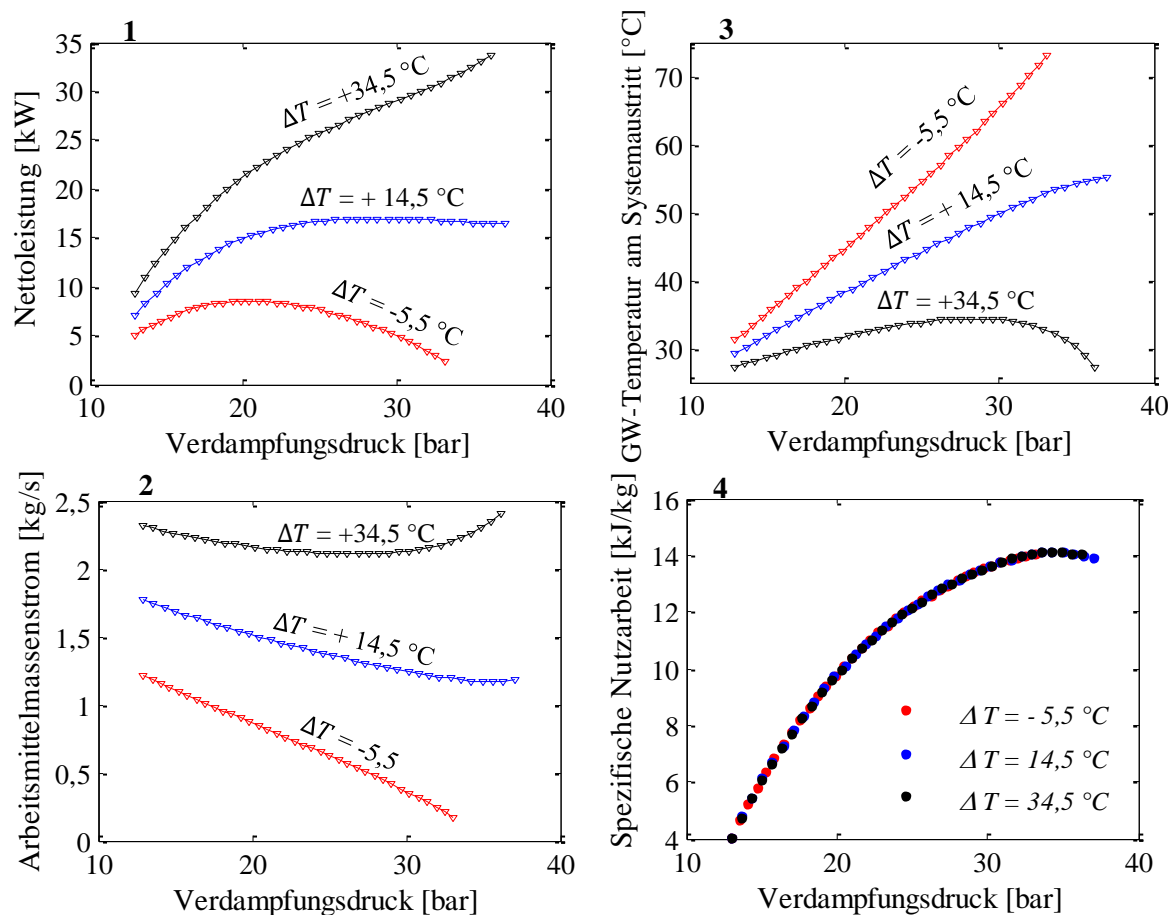 1
Nettoleistung [kW]
35
30
25
20
15
10
5
0
ΔT = +34,5 °C
ΔT = + 14,5 °C
ΔT = -5,5 °C
10 20 30 40
Verdampfungsdruck [bar]
3
GW-Temperatur am Systemaustritt [°C]
70
60
50
40
30
ΔT = -5,5 °C
ΔT = + 14,5 °C
ΔT = +34,5 °C
10 20 30 40
Verdampfungsdruck [bar]
2
Arbeitsmittelmassenstrom [kg/s]
2,5
2
1,5
1
0,5
0
ΔT = +34,5 °C
ΔT = + 14,5 °C
ΔT = -5,5
10 20 30 40
Verdampfungsdruck [bar]
4
Spezifische Nutzarbeit [kJ/kg]
16
14
12
10
8
6
4
ΔT = - 5,5 °C
ΔT = 14,5 °C
ΔT = 34,5 °C
10 20 30 40
Verdampfungsdruck [bar]